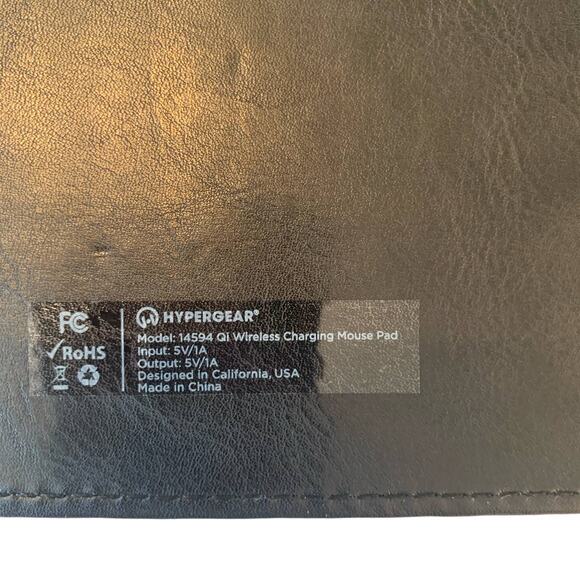 FC
HYPERGEAR®
Model: 14594 Qi Wireless Charging Mouse Pad
✓RoHS
Input: 5V/1A
Output: 5V/1A
Designed in California, USA
Made in China